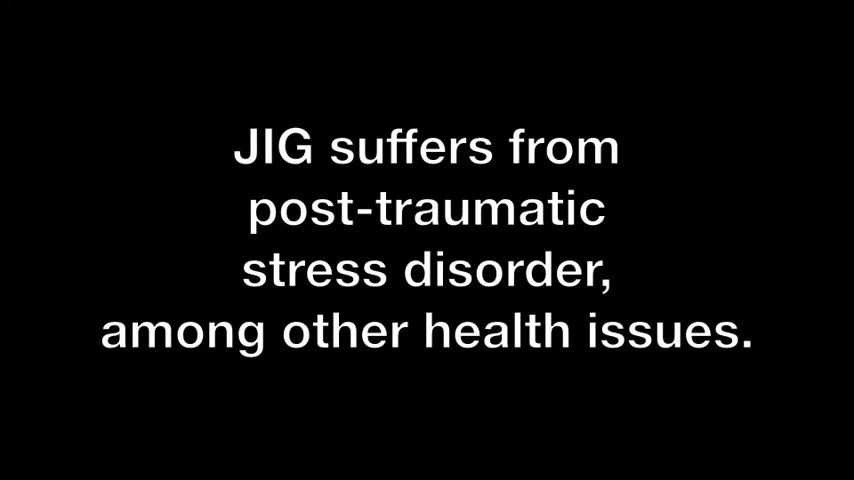 JIG suffers from
post-traumatic
stress disorder,
among other health issues.